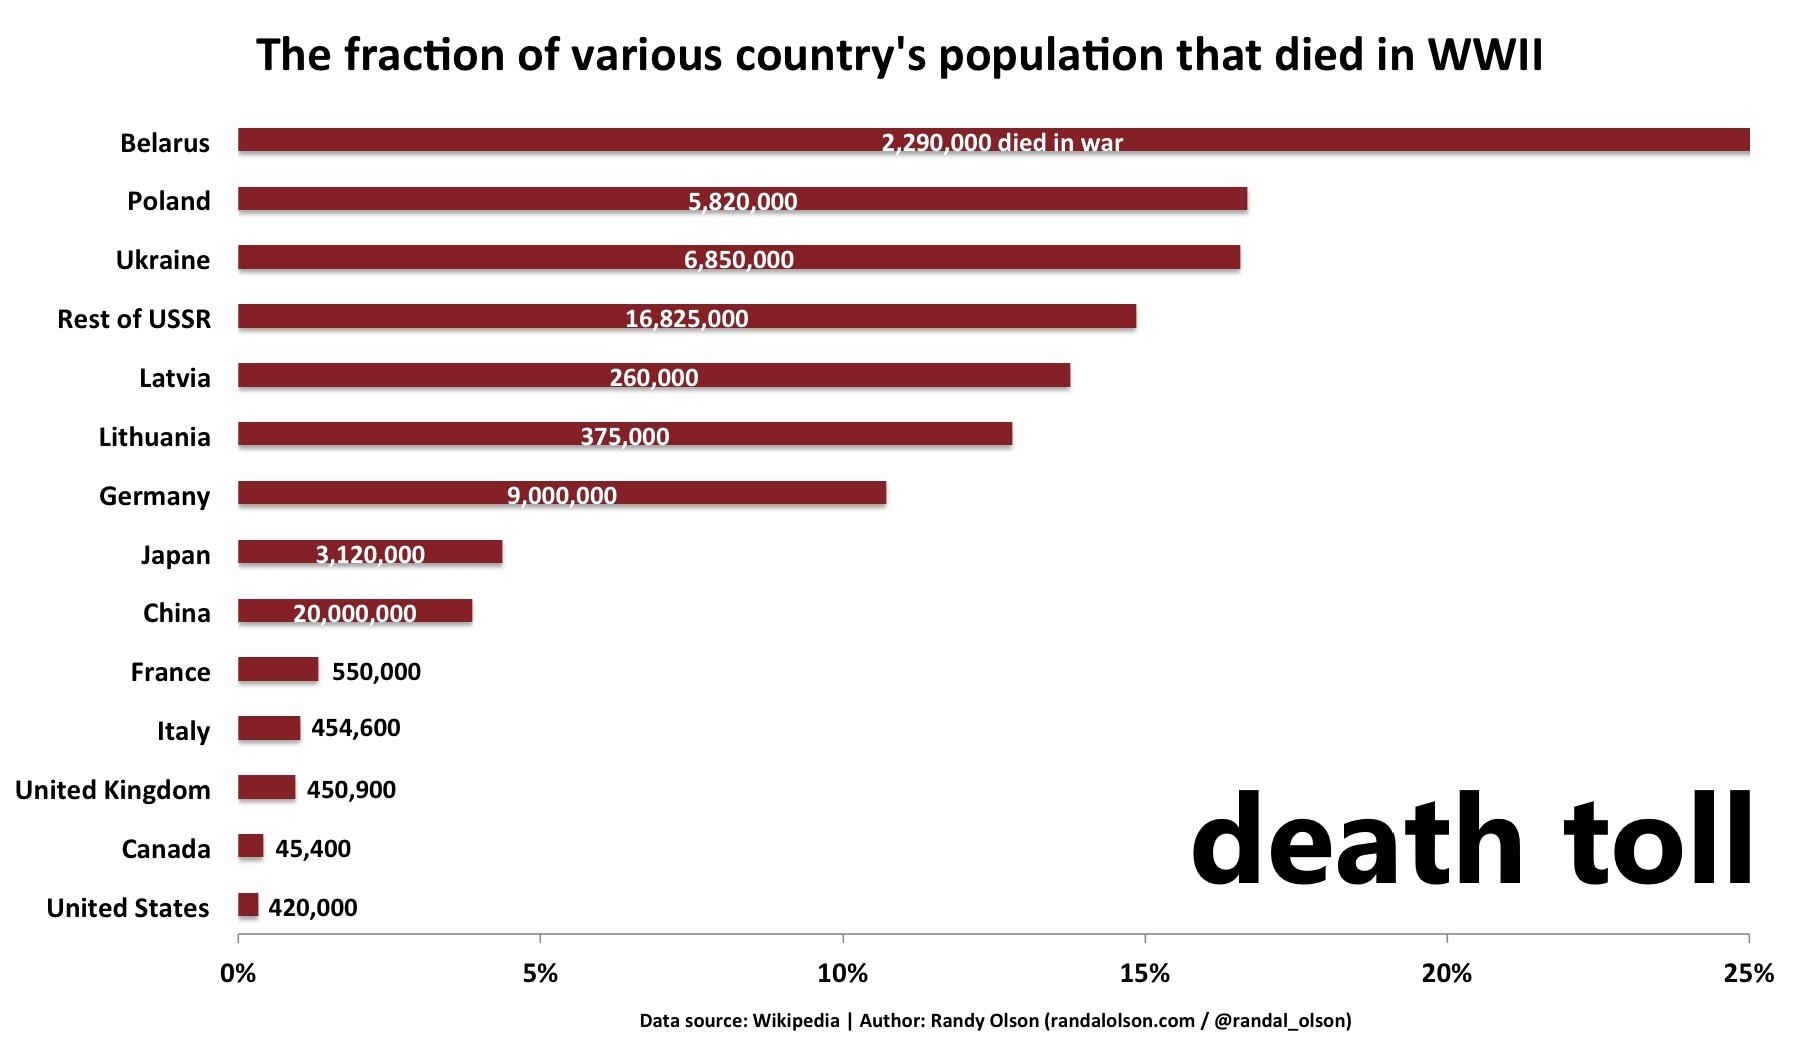 The fraction of various country's population that died in WWII
Belarus 2,290,000 died in war
Poland 5,820,000
Ukraine 6,850,000
Rest of USSR 16,825,000
Latvia 260,000
Lithuania 375,000
Germany 9,000,000
Japan 3,120,000
China 20,000,000
France 550,000
Italy 454,600
United Kingdom 450,900
Canada 45,400
United States 420,000
death toll
0% 5% 10% 15% 20% 25%
Data source: Wikipedia | Author: Randy Olson (randalolson.com / @randal_olson)